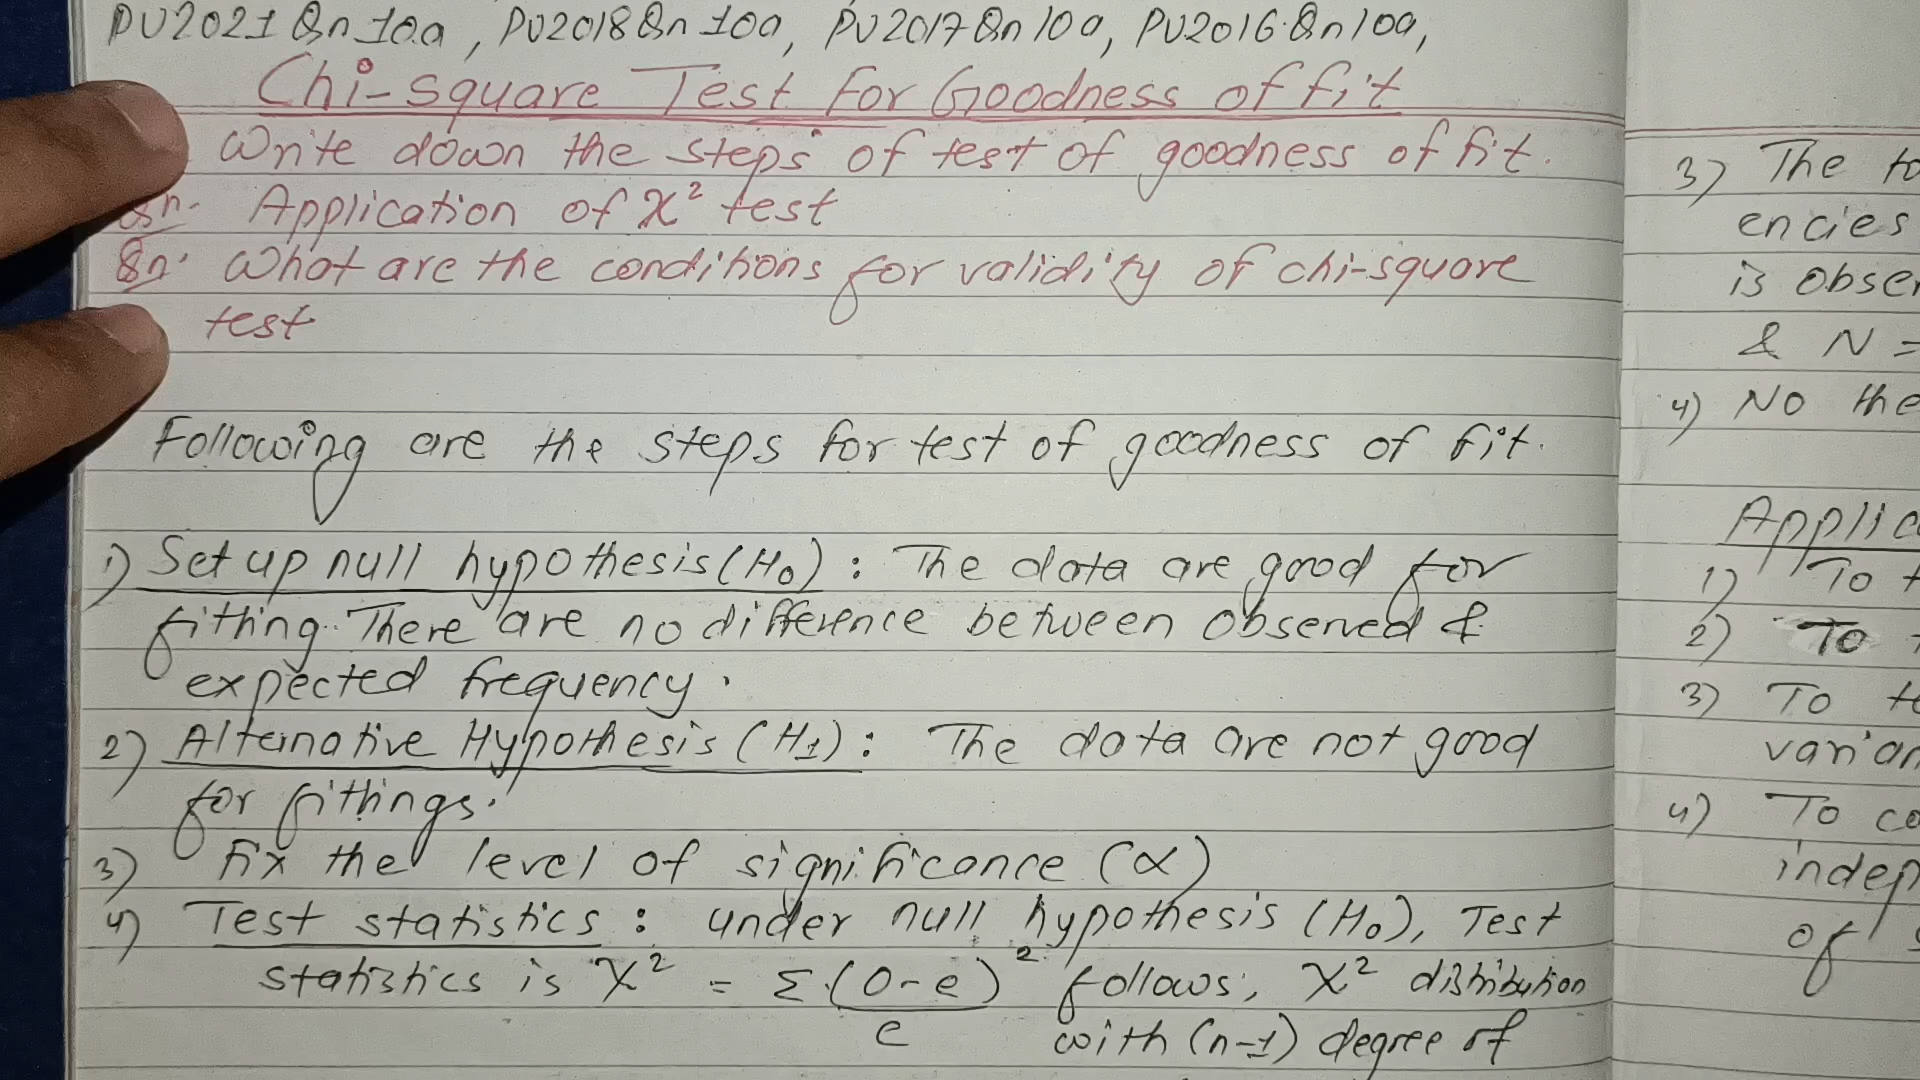 PU2021 Qn 10.a, PU2018 Qn 10a, PU2017 Qn 10a, PU2016 Qn 10a,
Chi-square Test for Goodness of fit
Write down the steps of test of goodness of fit.
Qn. Application of χ² test
Qn. What are the conditions for validity of chi-square
test
Following are the steps for test of goodness of fit.
1) Set up null hypothesis (H₀) : The data are good for
fitting. There are no difference between observed &
expected frequency.
2) Alternative Hypothesis (H₁) : The data are not good
for fittings.
3) Fix the level of significance (α)
4) Test statistics : under null hypothesis (H₀), Test
statistics is χ² = Σ (O-e)² / e follows, χ² distribution
with (n-1) degree of
3) The
encies
is
& N =
4) No
1) To
2) To
3) To
4) To
of